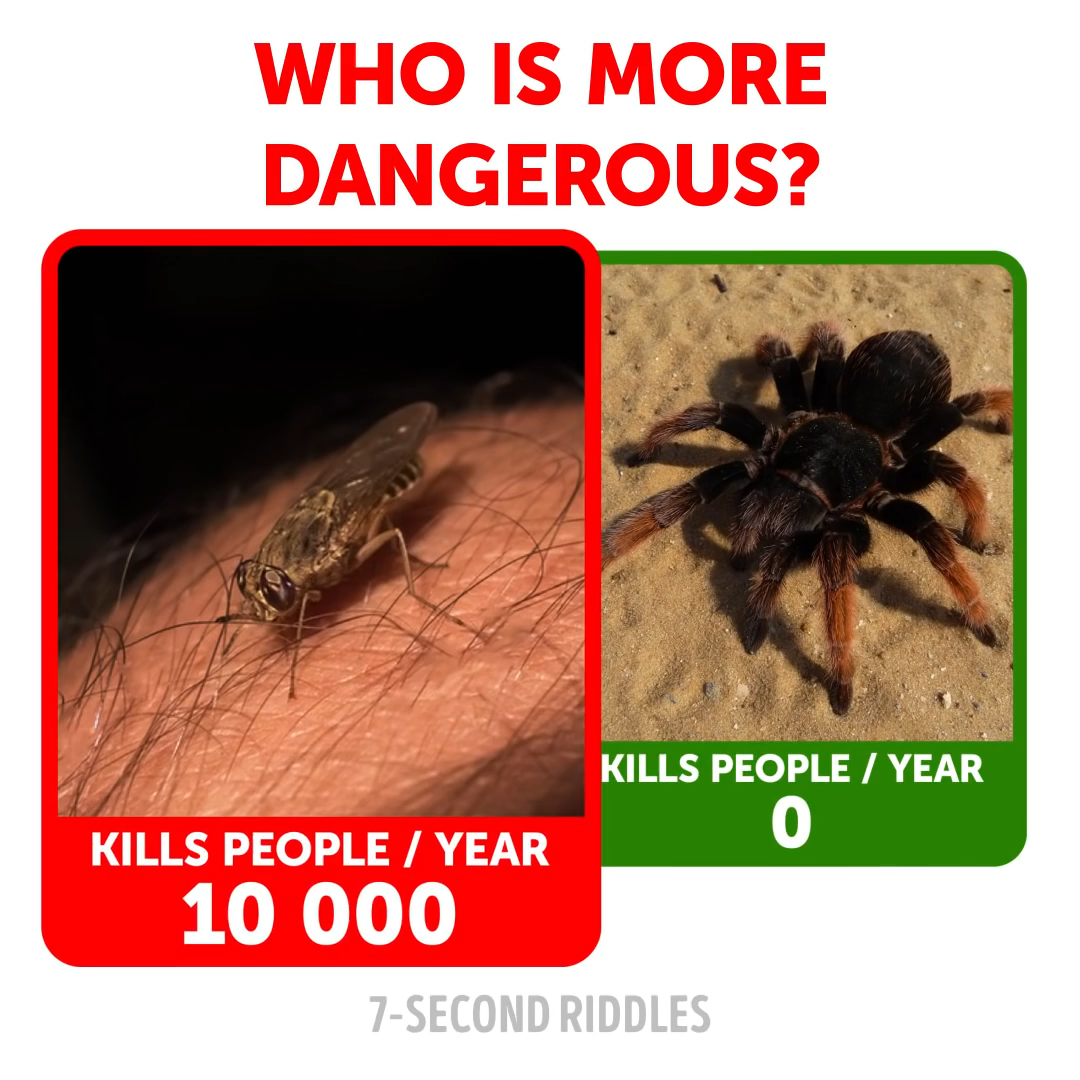 WHO IS MORE
DANGEROUS?
KILLS PEOPLE / YEAR
10 000
KILLS PEOPLE / YEAR
0
7-SECOND RIDDLES